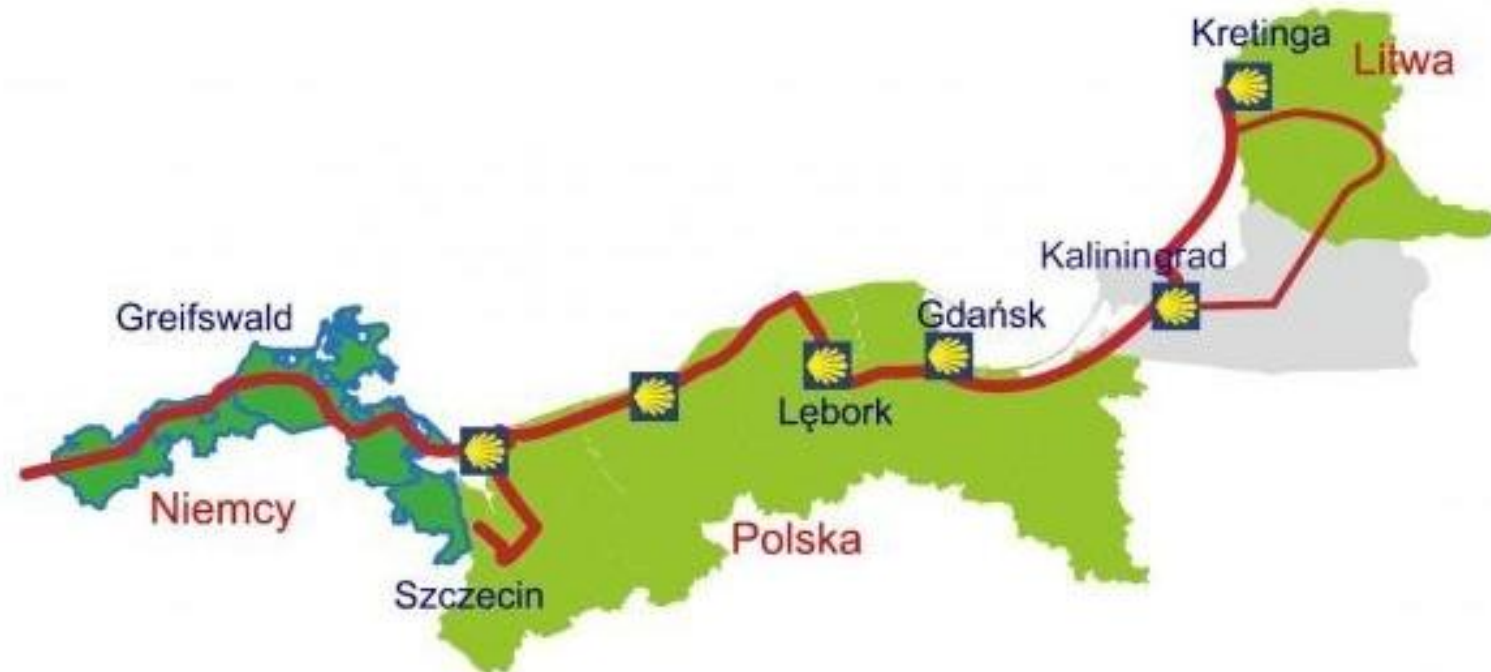 Kretinga
Litwa
Kaliningrad
Greifswald
Gdańsk
Lębork
Niemcy
Polska
Szczecin